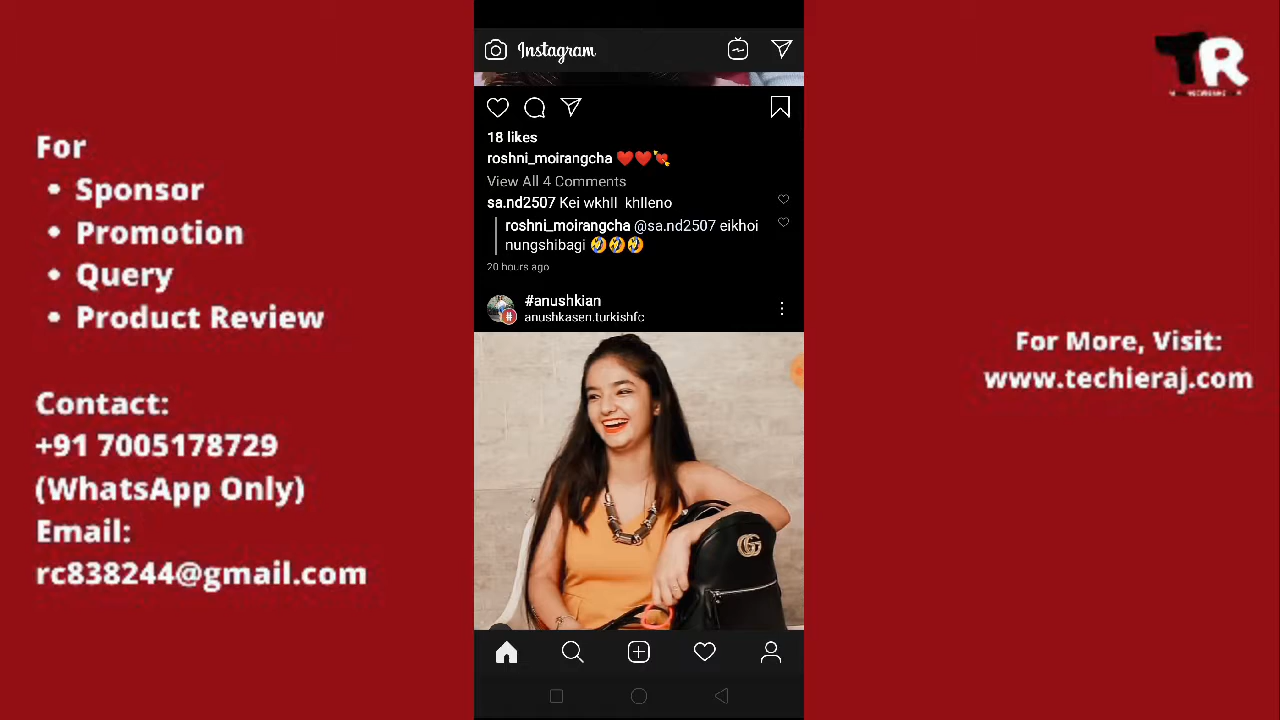 For
• Sponsor
• Promotion
• Query
• Product Review
Contact:
+91 7005178729
(WhatsApp Only)
Email:
rc838244@gmail.com
Instagram
18 likes
roshni_moirangcha ❤️❤️💘
View All 4 Comments
sa.nd2507 Kei wkhll khlleno
roshni_moirangcha @sa.nd2507 eikhoi
nungshibagi 🤣🤣🤣
20 hours ago
#anushkian
anushkasen.turkishfc
TR
For More, Visit:
www.techieraj.com